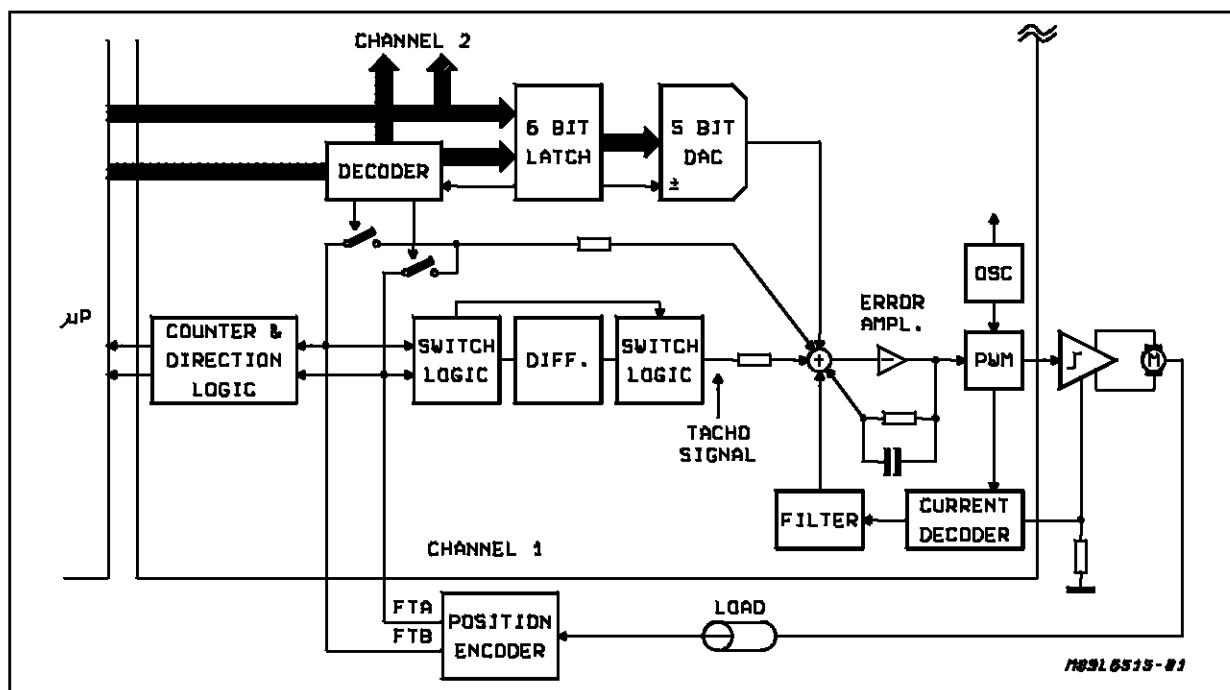 CHANNEL 2
6 BIT
LATCH
5 BIT
DAC
±
DECODER
OSC
ERROR
AMPL.
µP
COUNTER &
DIRECTION
LOGIC
SWITCH
LOGIC
DIFF.
SWITCH
LOGIC
+
−
PWM
M
TACHO
SIGNAL
FILTER
CURRENT
DECODER
CHANNEL 1
FTA
FTB
POSITION
ENCODER
LOAD
M89L6515-01